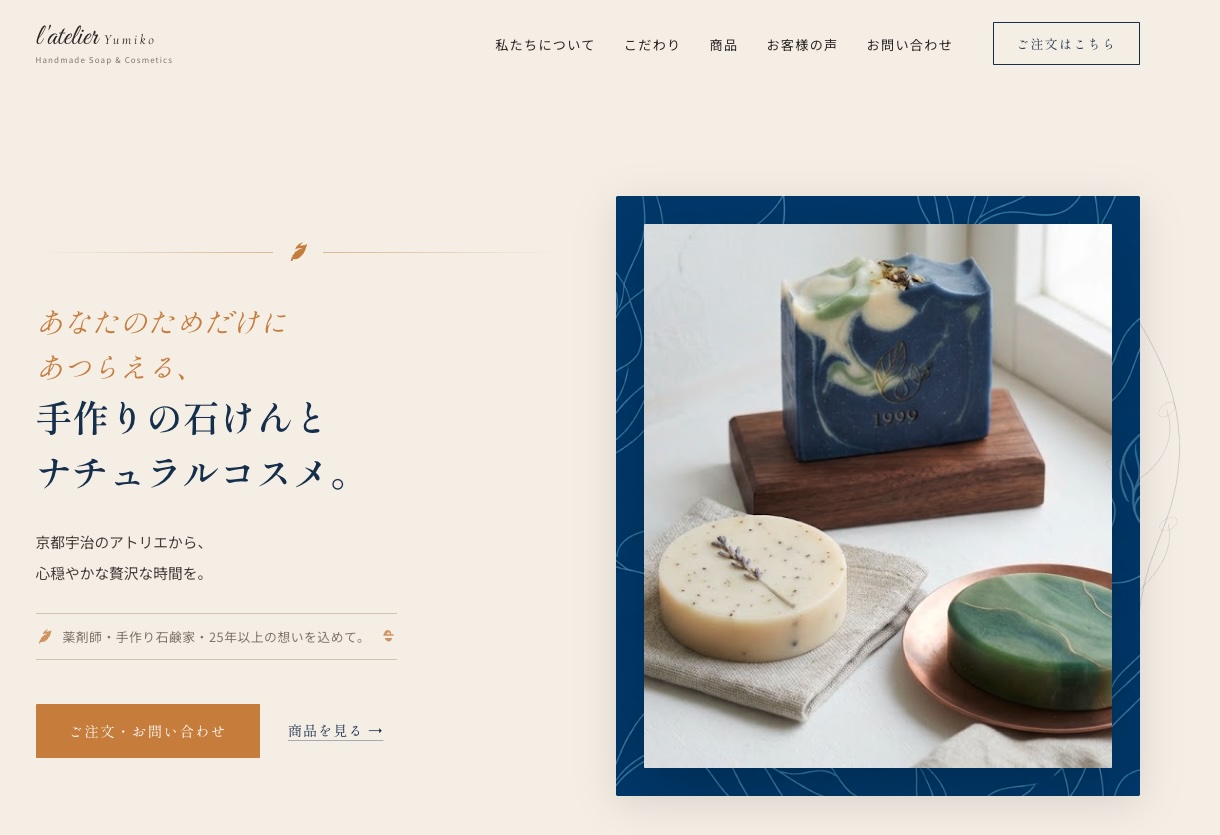 l'atelier Yumiko
Handmade Soap & Cosmetics
私たちについて
こだわり
商品
お客様の声
お問い合わせ
ご注文はこちら
あなたのためだけに
あつらえる、
手作りの石けんと
ナチュラルコスメ。
京都宇治のアトリエから、
心穏やかな贅沢な時間を。
薬剤師・手作り石鹸家・25年以上の想いを込めて。
ご注文・お問い合わせ
商品を見る →
1999